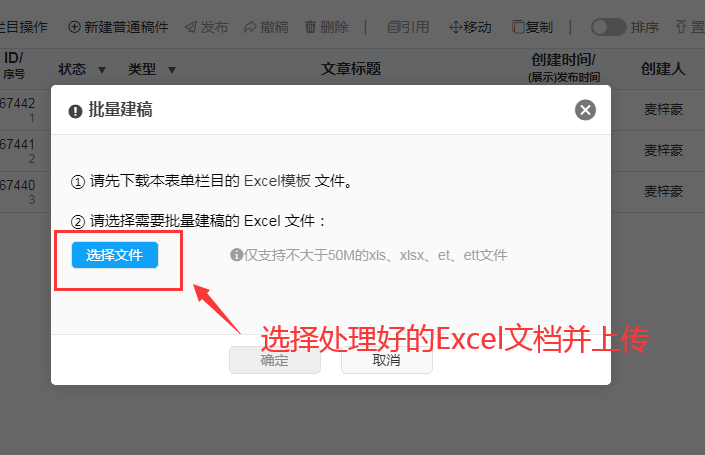 栏目操作 新建普通稿件 发布 撤稿 删除 引用 移动 复制 排序 置
ID/ 序号 状态 类型 文章标题 创建时间/ (展示)发布时间 创建人
67442 1 麦梓豪
67441 2 麦梓豪
67440 3 麦梓豪
批量建稿
① 请先下载本表单栏目的 Excel模板 文件。
② 请选择需要批量建稿的 Excel 文件：
选择文件 仅支持不大于50M的xls、xlsx、et、ett文件
选择处理好的Excel文档并上传
确定 取消